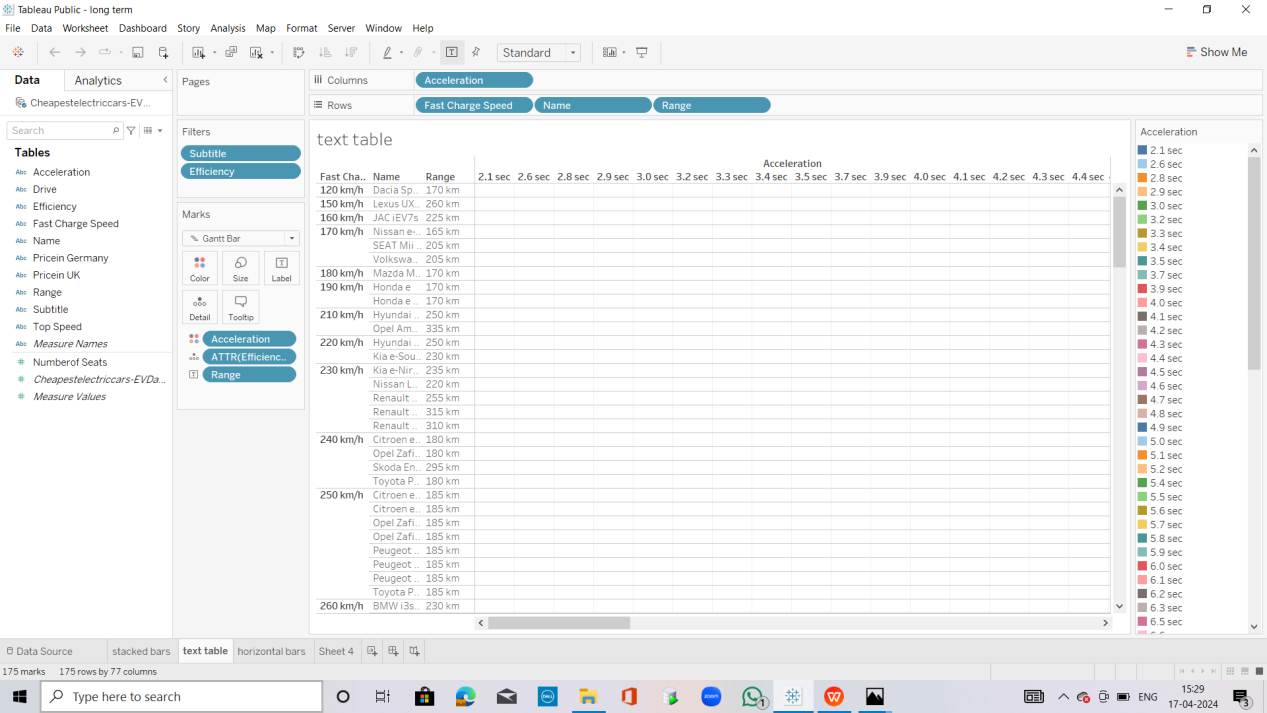 Tableau Public - long term
File Data Worksheet Dashboard Story Analysis Map Format Server Window Help
Standard
Show Me
Data Analytics
Cheapestelectriccars-EV...
Search
Tables
Abc Acceleration
Abc Drive
Abc Efficiency
Abc Fast Charge Speed
Abc Name
Abc Pricein Germany
Abc Pricein UK
Abc Range
Abc Subtitle
Abc Top Speed
Abc Measure Names
# Numberof Seats
# Cheapestelectriccars-EVDa...
# Measure Values
Pages
Filters
Subtitle
Efficiency
Marks
Gantt Bar
Color Size Label
Detail Tooltip
Acceleration
ATTR(Efficienc..
T Range
Columns Acceleration
Rows Fast Charge Speed Name Range
text table
Acceleration
Fast Cha.. Name Range 2.1 sec 2.6 sec 2.8 sec 2.9 sec 3.0 sec 3.2 sec 3.3 sec 3.4 sec 3.5 sec 3.7 sec 3.9 sec 4.0 sec 4.1 sec 4.2 sec 4.3 sec 4.4 sec
120 km/h Dacia Sp.. 170 km
150 km/h Lexus UX.. 260 km
160 km/h JAC iEV7s 225 km
170 km/h Nissan e-.. 165 km
SEAT Mii .. 205 km
Volkswa.. 205 km
180 km/h Mazda M.. 170 km
190 km/h Honda e 170 km
Honda e .. 170 km
210 km/h Hyundai .. 250 km
Opel Am.. 335 km
220 km/h Hyundai .. 250 km
Kia e-Sou.. 230 km
230 km/h Kia e-Nir.. 235 km
Nissan L.. 220 km
Renault .. 255 km
Renault .. 315 km
Renault .. 310 km
240 km/h Citroen e.. 180 km
Opel Zafi.. 180 km
Skoda En.. 295 km
Toyota P.. 180 km
250 km/h Citroen e.. 185 km
Citroen e.. 185 km
Opel Zafi.. 185 km
Opel Zafi.. 185 km
Peugeot .. 185 km
Peugeot .. 185 km
Peugeot .. 185 km
Toyota P.. 185 km
260 km/h BMW i3s.. 230 km
Acceleration
2.1 sec
2.6 sec
2.8 sec
2.9 sec
3.0 sec
3.2 sec
3.3 sec
3.4 sec
3.5 sec
3.7 sec
3.9 sec
4.0 sec
4.1 sec
4.2 sec
4.3 sec
4.4 sec
4.5 sec
4.6 sec
4.7 sec
4.8 sec
4.9 sec
5.0 sec
5.1 sec
5.2 sec
5.4 sec
5.5 sec
5.6 sec
5.7 sec
5.8 sec
5.9 sec
6.0 sec
6.1 sec
6.2 sec
6.3 sec
6.5 sec
Data Source stacked bars text table horizontal bars Sheet 4
175 marks 175 rows by 77 columns
Type here to search
DELL
zoom
1
W
ENG
15:29
17-04-2024
3